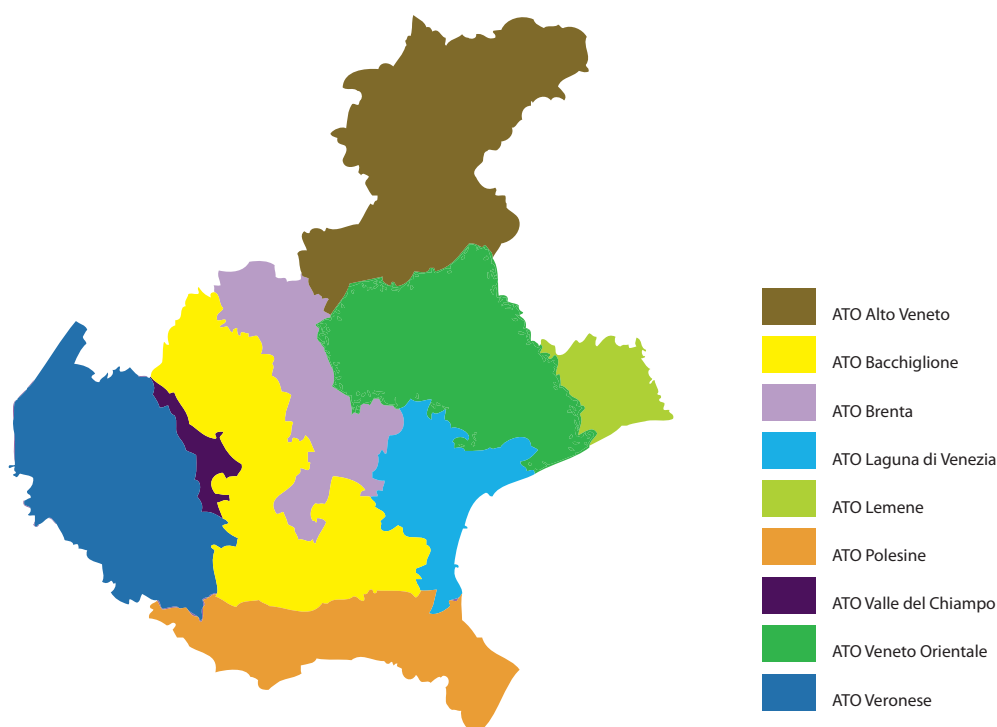 ATO Alto Veneto
ATO Bacchiglione
ATO Brenta
ATO Laguna di Venezia
ATO Lemene
ATO Polesine
ATO Valle del Chiampo
ATO Veneto Orientale
ATO Veronese